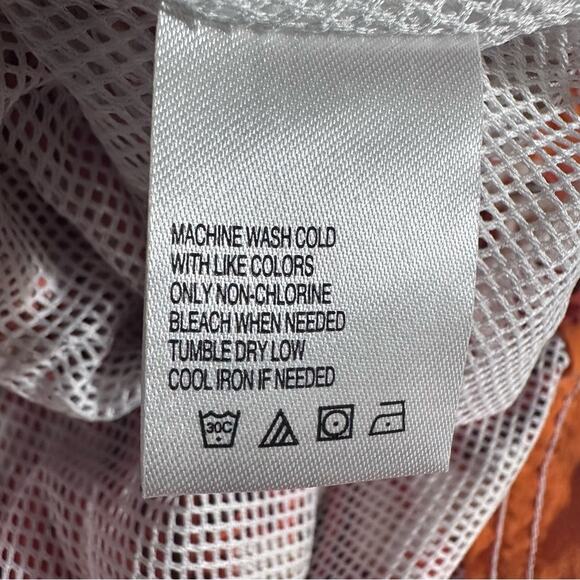 MACHINE WASH COLD
WITH LIKE COLORS
ONLY NON-CHLORINE
BLEACH WHEN NEEDED
TUMBLE DRY LOW
COOL IRON IF NEEDED
30C